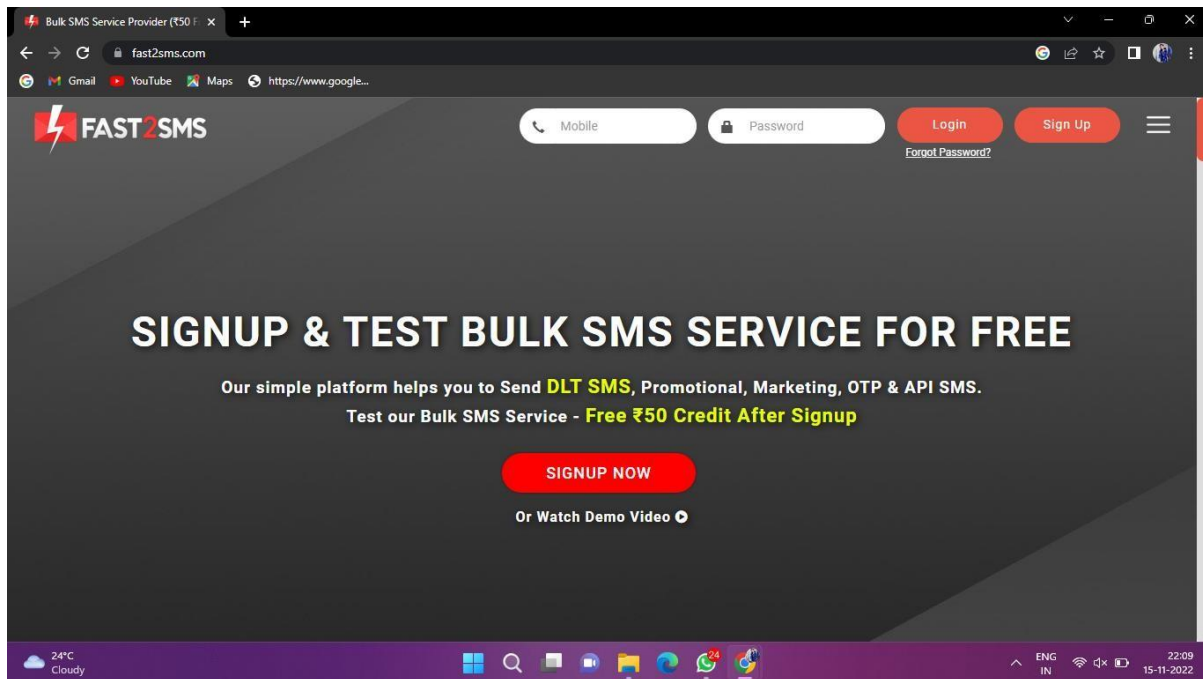 Bulk SMS Service Provider (₹50 F
fast2sms.com
Gmail YouTube Maps https://www.google...
FAST2SMS
Mobile
Password
Login
Sign Up
Forgot Password?
SIGNUP & TEST BULK SMS SERVICE FOR FREE
Our simple platform helps you to Send DLT SMS, Promotional, Marketing, OTP & API SMS.
Test our Bulk SMS Service - Free ₹50 Credit After Signup
SIGNUP NOW
Or Watch Demo Video
24°C
Cloudy
24
ENG
IN
22:09
15-11-2022